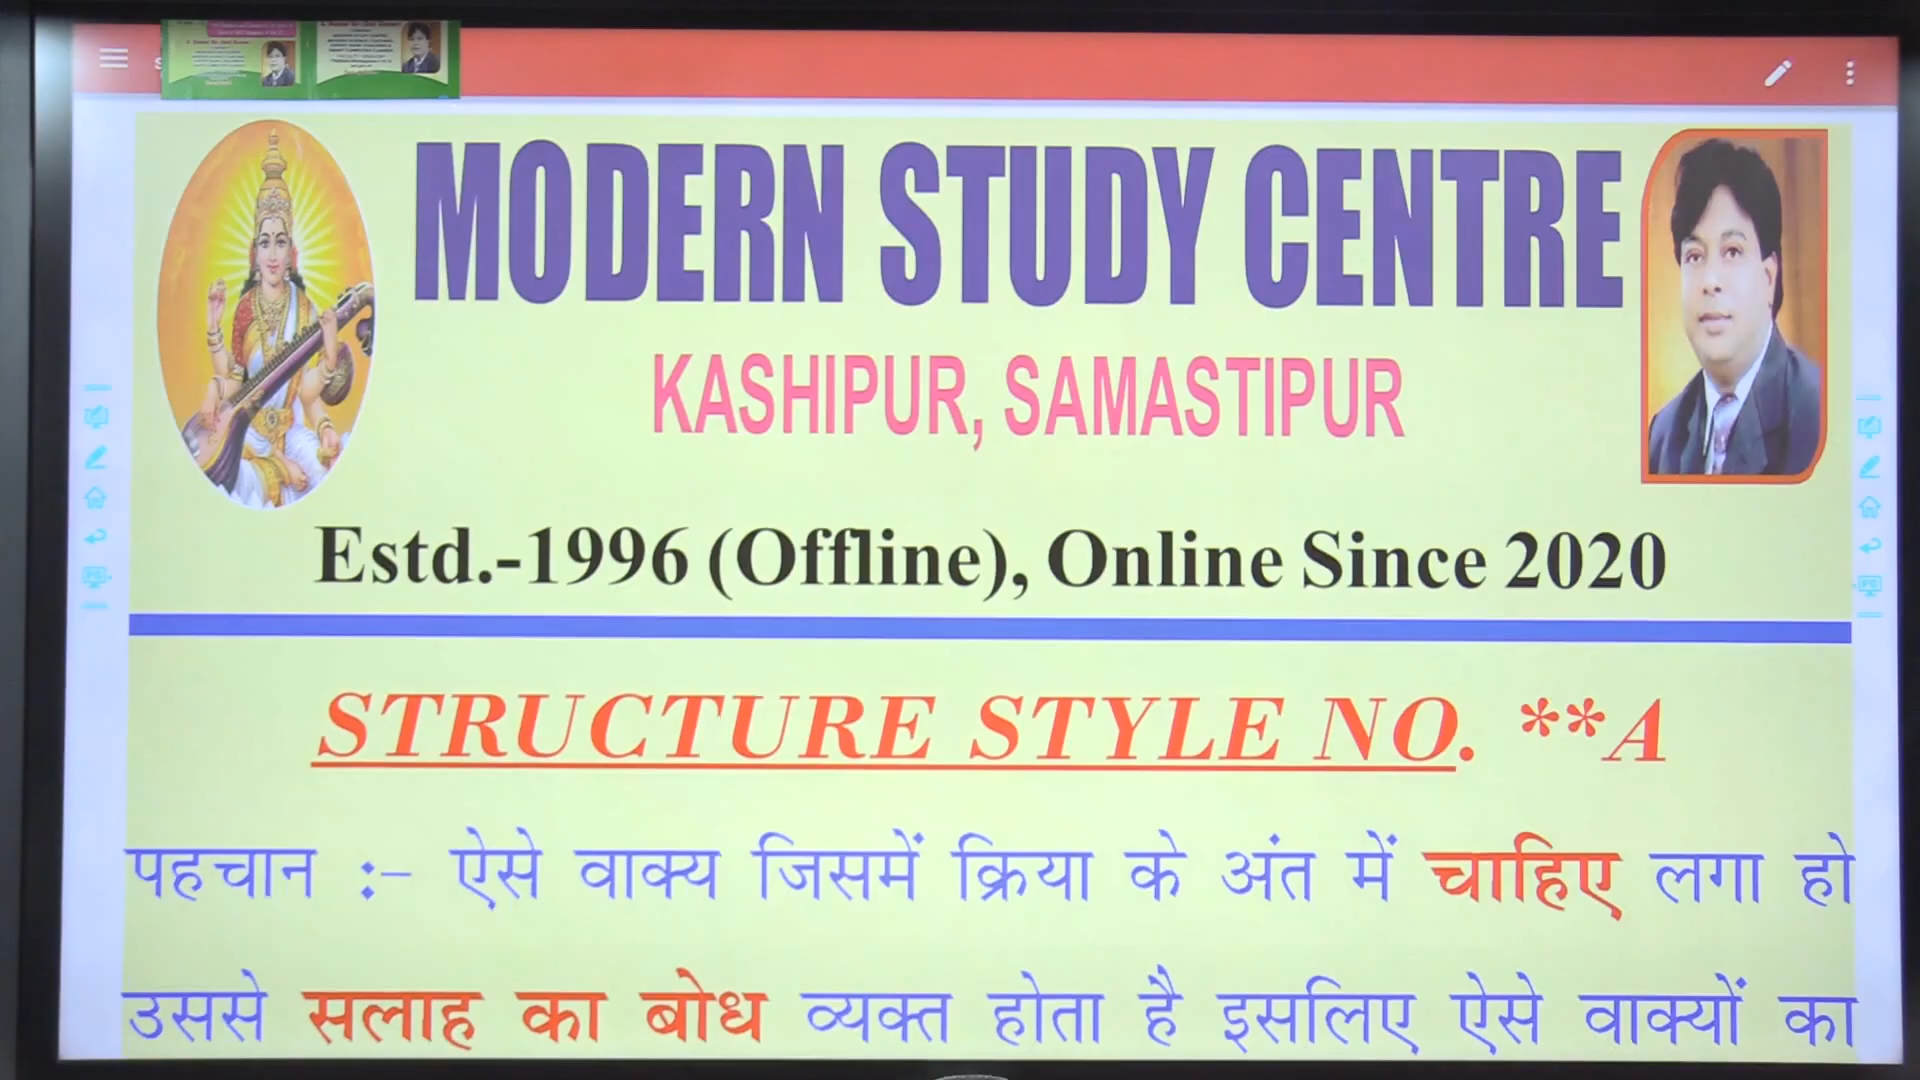 MODERN STUDY CENTRE
KASHIPUR, SAMASTIPUR
Estd.-1996 (Offline), Online Since 2020
STRUCTURE STYLE NO. **A
पहचान :- ऐसे वाक्य जिसमें क्रिया के अंत में चाहिए लगा हो
उससे सलाह का बोध व्यक्त होता है इसलिए ऐसे वाक्यों का